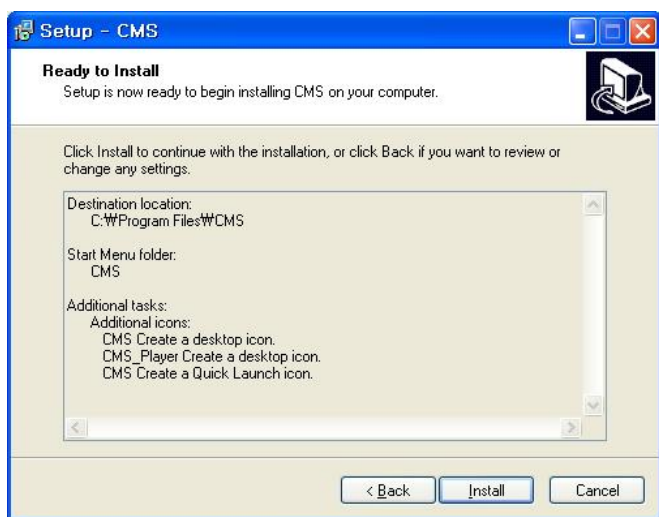 Setup - CMS
Ready to Install
Setup is now ready to begin installing CMS on your computer.
Click Install to continue with the installation, or click Back if you want to review or
change any settings.
Destination location:
C:₩Program Files₩CMS
Start Menu folder:
CMS
Additional tasks:
Additional icons:
CMS Create a desktop icon.
CMS_Player Create a desktop icon.
CMS Create a Quick Launch icon.
< Back Install Cancel